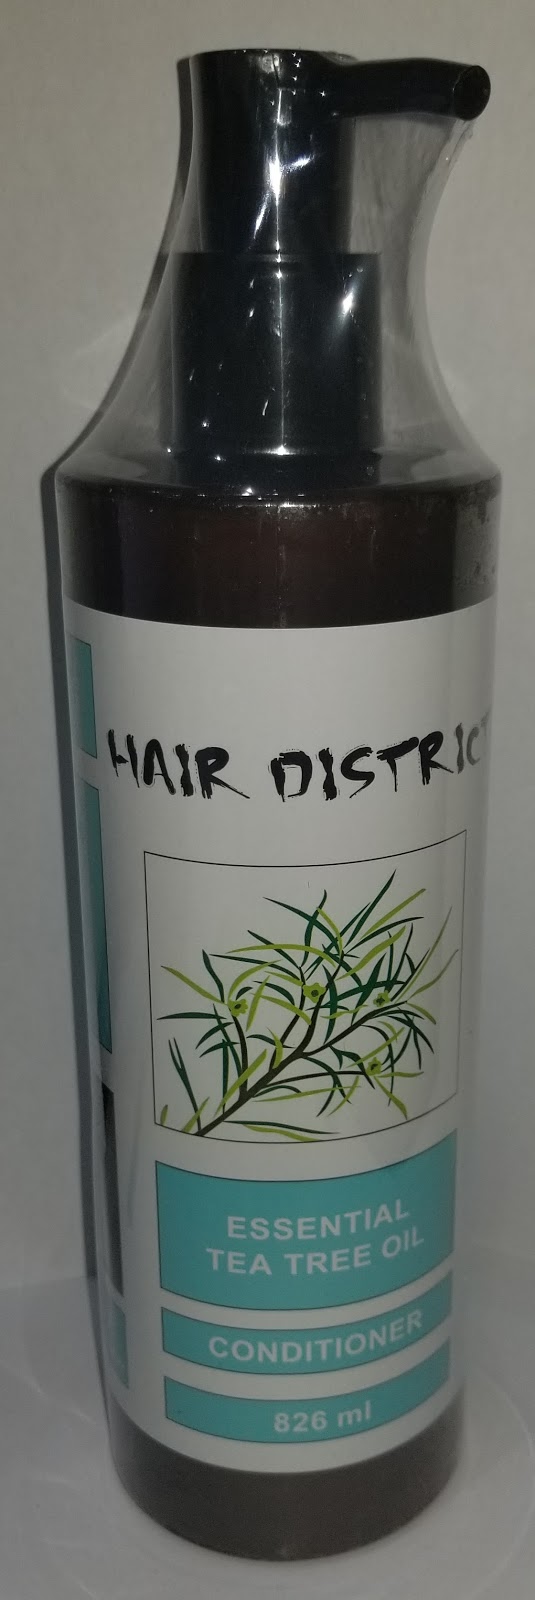 HAIR DISTRICT
ESSENTIAL
TEA TREE OIL
CONDITIONER
826 ml